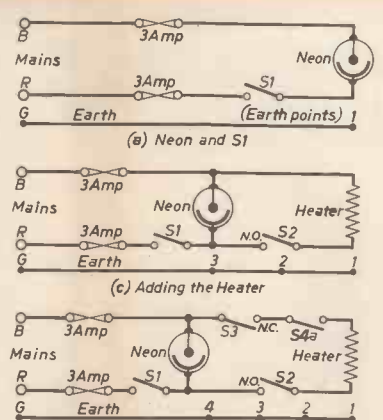 B 3Amp
Mains Neon
R 3Amp S1
G Earth (Earth points) 1
(a) Neon and S1
B 3Amp
Mains Neon Heater
R 3Amp S1 N.O. S2
G Earth 3 2 1
(c) Adding the Heater
B 3Amp S3 N.C. S4a
Mains Neon Heater
R 3Amp S1 N.O. S2
G Earth 4 3 2 1